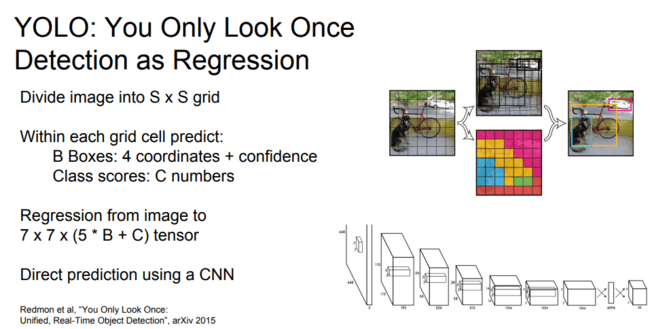 YOLO: You Only Look Once
Detection as Regression
Divide image into S x S grid
Within each grid cell predict:
B Boxes: 4 coordinates + confidence
Class scores: C numbers
Regression from image to
7 x 7 x (5 * B + C) tensor
Direct prediction using a CNN
Redmon et al, “You Only Look Once:
Unified, Real-Time Object Detection”, arXiv 2015